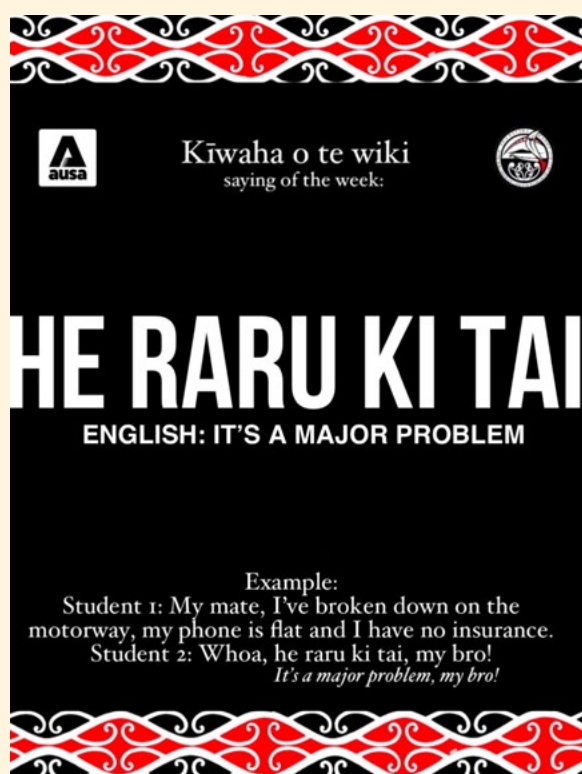 ausa
Kīwaha o te wiki
saying of the week:
HE RARU KI TAI
ENGLISH: IT'S A MAJOR PROBLEM
Example:
Student 1: My mate, I've broken down on the
motorway, my phone is flat and I have no insurance.
Student 2: Whoa, he raru ki tai, my bro!
It's a major problem, my bro!